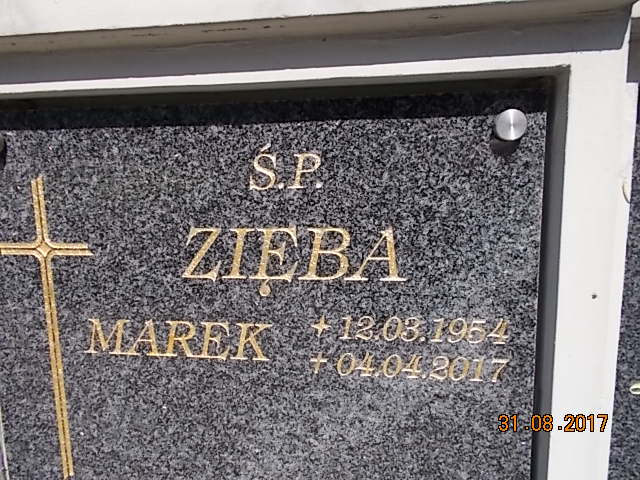 Ś.P.
ZIĘBA
MAREK
✦ 12.03.1954
✝ 04.04.2017
31.08.2017